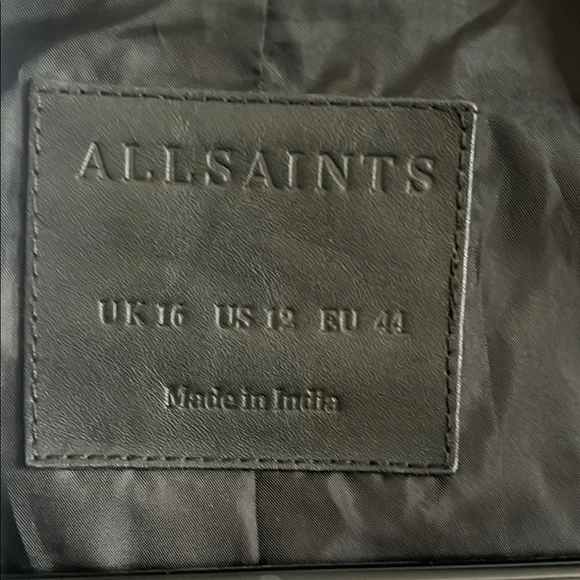 ALLSAINTS
UK 16 US 12 EU 44
Made in India